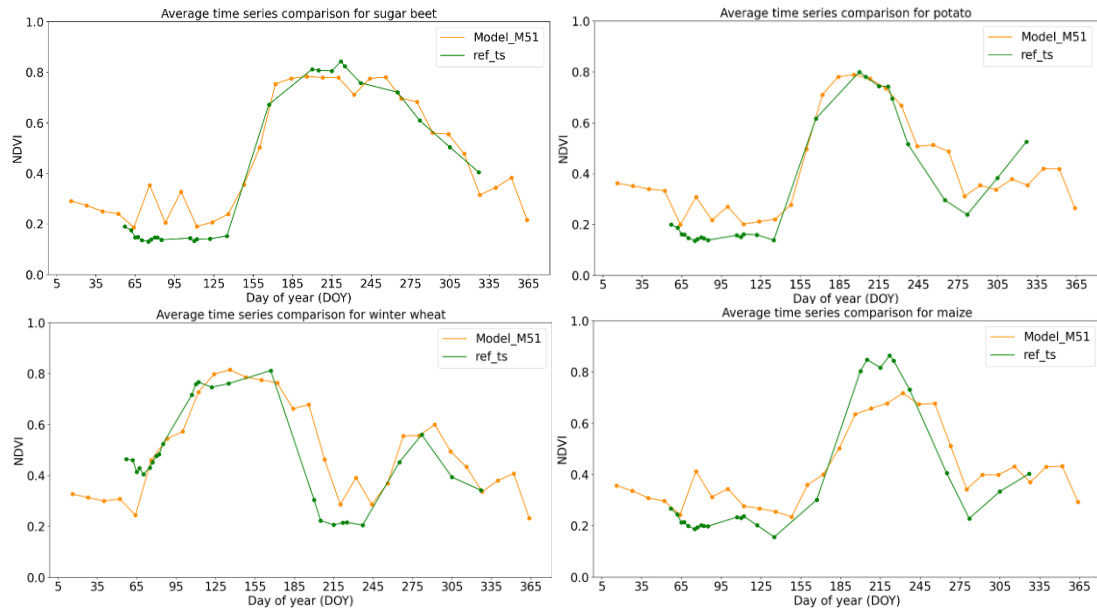 Average time series comparison for sugar beet
1.0
0.8
0.6
0.4
0.2
0.0
NDVI
Model_M51
ref_ts
5 35 65 95 125 155 185 215 245 275 305 335 365
Day of year (DOY)
Average time series comparison for potato
1.0
0.8
0.6
0.4
0.2
0.0
NDVI
Model_M51
ref_ts
5 35 65 95 125 155 185 215 245 275 305 335 365
Day of year (DOY)
Average time series comparison for winter wheat
1.0
0.8
0.6
0.4
0.2
0.0
NDVI
Model_M51
ref_ts
5 35 65 95 125 155 185 215 245 275 305 335 365
Day of year (DOY)
Average time series comparison for maize
1.0
0.8
0.6
0.4
0.2
0.0
NDVI
Model_M51
ref_ts
5 35 65 95 125 155 185 215 245 275 305 335 365
Day of year (DOY)